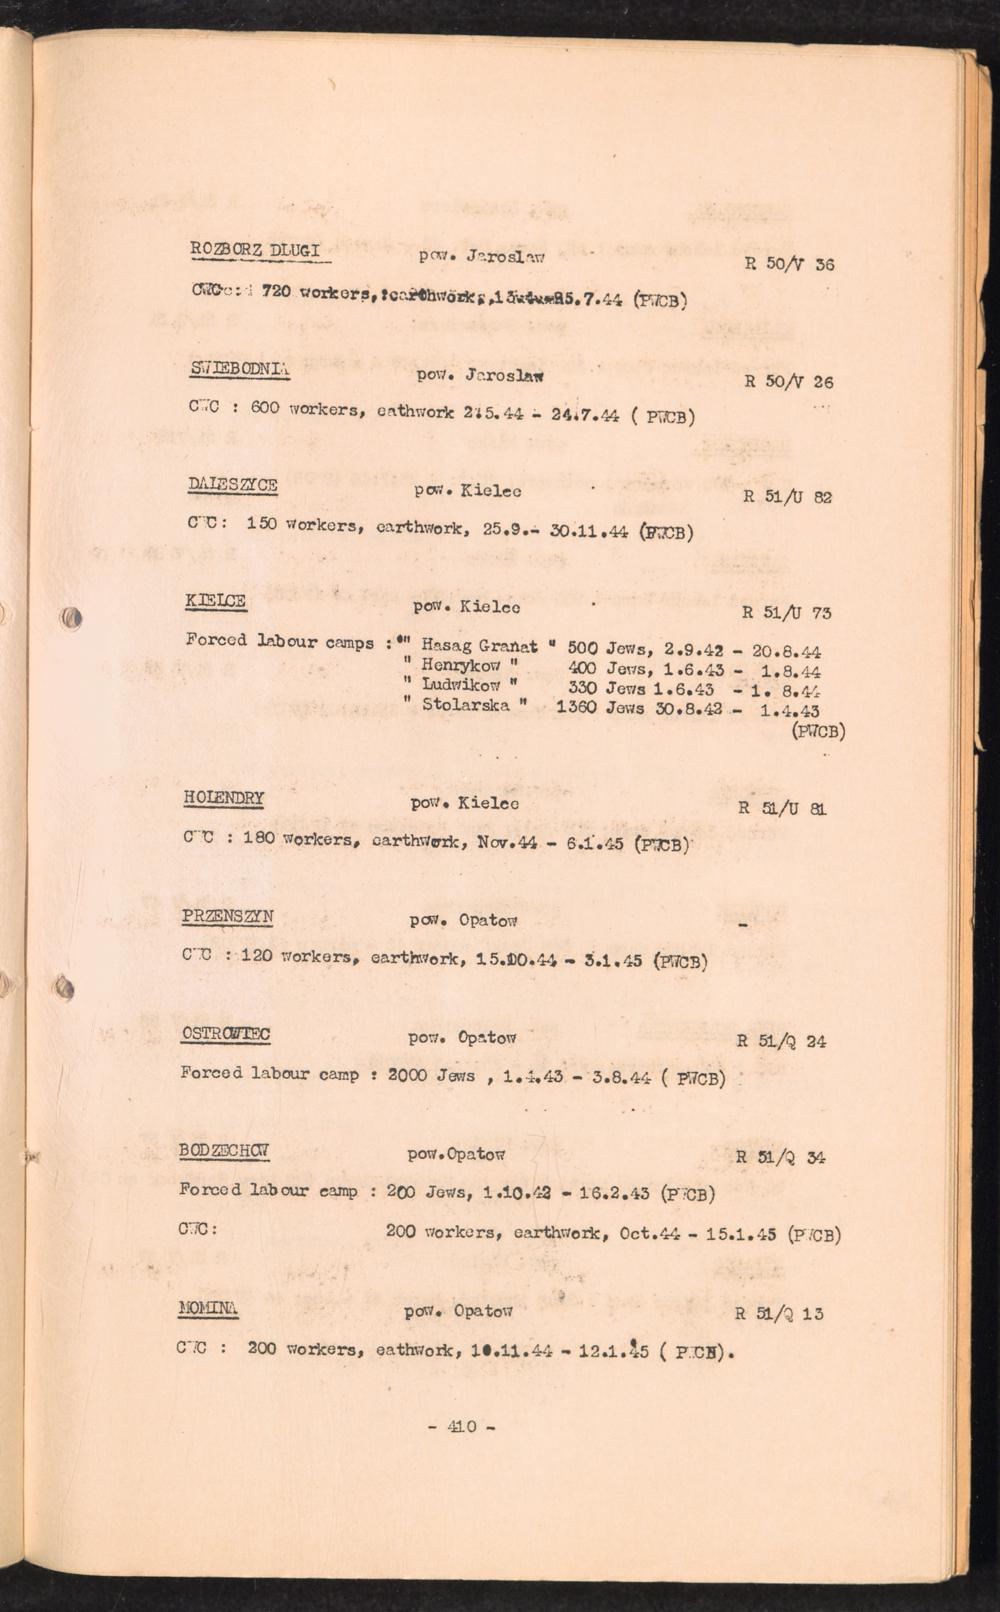 ROZBORZ DLUGI pow. Jaroslaw R 50/V 36
CWC : 720 workers, earthwork, 25.7.44 (PWCB)
SWIEBODNIA pow. Jaroslaw R 50/V 26
CWC : 600 workers, eathwork 2.5.44 - 24.7.44 ( PWCB)
DALESZYCE pow. Kielce R 51/U 82
CWC: 150 workers, earthwork, 25.9.- 30.11.44 (PWCB)
KIELCE pow. Kielce R 51/U 73
Forced labour camps : " Hasag Granat " 500 Jews, 2.9.42 - 20.8.44
" Henrykow " 400 Jews, 1.6.43 - 1.8.44
" Ludwikow " 330 Jews 1.6.43 - 1. 8.44
" Stolarska " 1360 Jews 30.8.42 - 1.4.43
(PWCB)
HOLENDRY pow. Kielce R 51/U 81
CWC : 180 workers, earthwork, Nov.44 - 6.1.45 (PWCB)
PRZENSZYN pow. Opatow -
CWC : 120 workers, earthwork, 15.10.44 - 3.1.45 (PWCB)
OSTROWIEC pow. Opatow R 51/Q 24
Forced labour camp : 2000 Jews , 1.4.43 - 3.8.44 ( PWCB)
BODZECHOW pow.Opatow R 51/Q 34
Forced labour camp : 200 Jews, 1.10.42 - 16.2.43 (PWCB)
CWC: 200 workers, earthwork, Oct.44 - 15.1.45 (PWCB)
MOMINA pow. Opatow R 51/Q 13
CWC : 200 workers, eathwork, 10.11.44 - 12.1.45 ( PWCB).
- 410 -